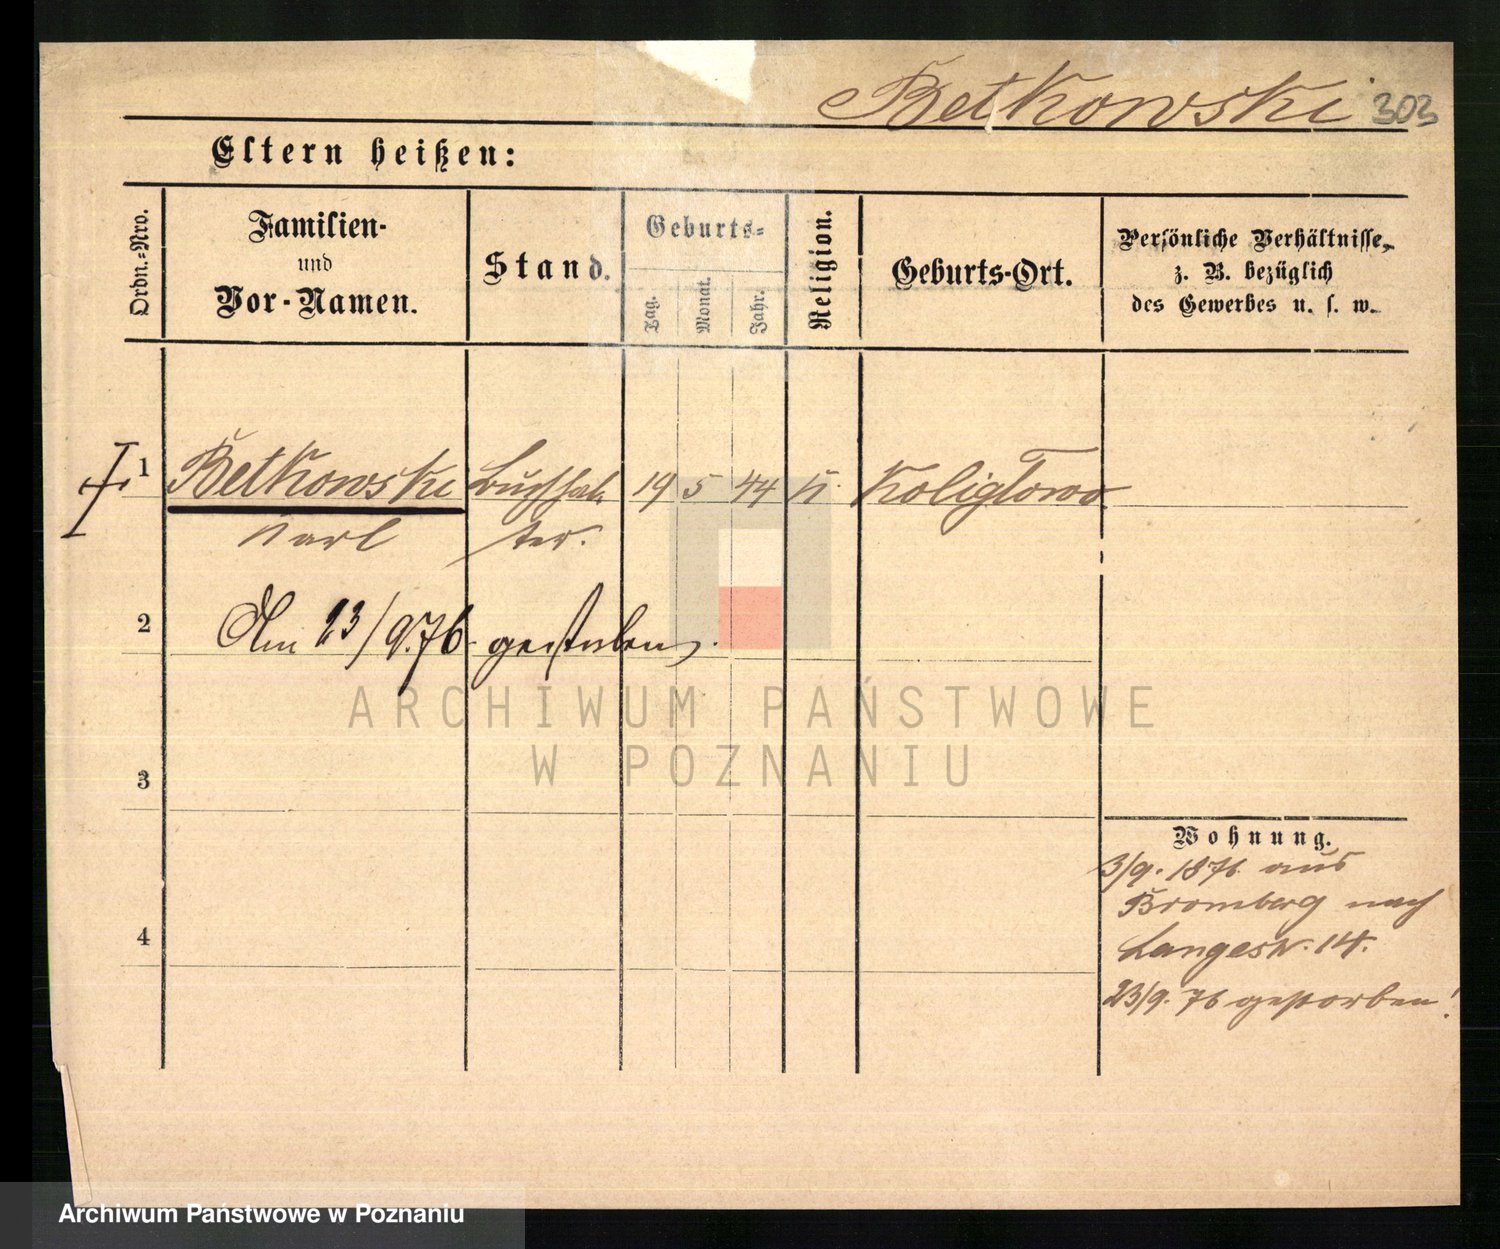 Betkowski 303
Eltern heißen:
Ordn.-Nro.
Familien-
und
Vor-Namen.
Stand.
Geburts-
Tag.
Monat.
Jahr.
Religion.
Geburts-Ort.
Persönliche Verhältnisse,
z. B. bezüglich
des Gewerbes u. s. w.
1 Betkowski Buchhal- 19 5 44 k.
Karl ter.
2 Am 23/9.76 gestorben.
3
4
Wohnung.
3/9. 1876 aus
Bromberg nach
Langestr. 14.
23/9. 76 gestorben!
ARCHIWUM PAŃSTWOWE
W POZNANIU
Archiwum Państwowe w Poznaniu